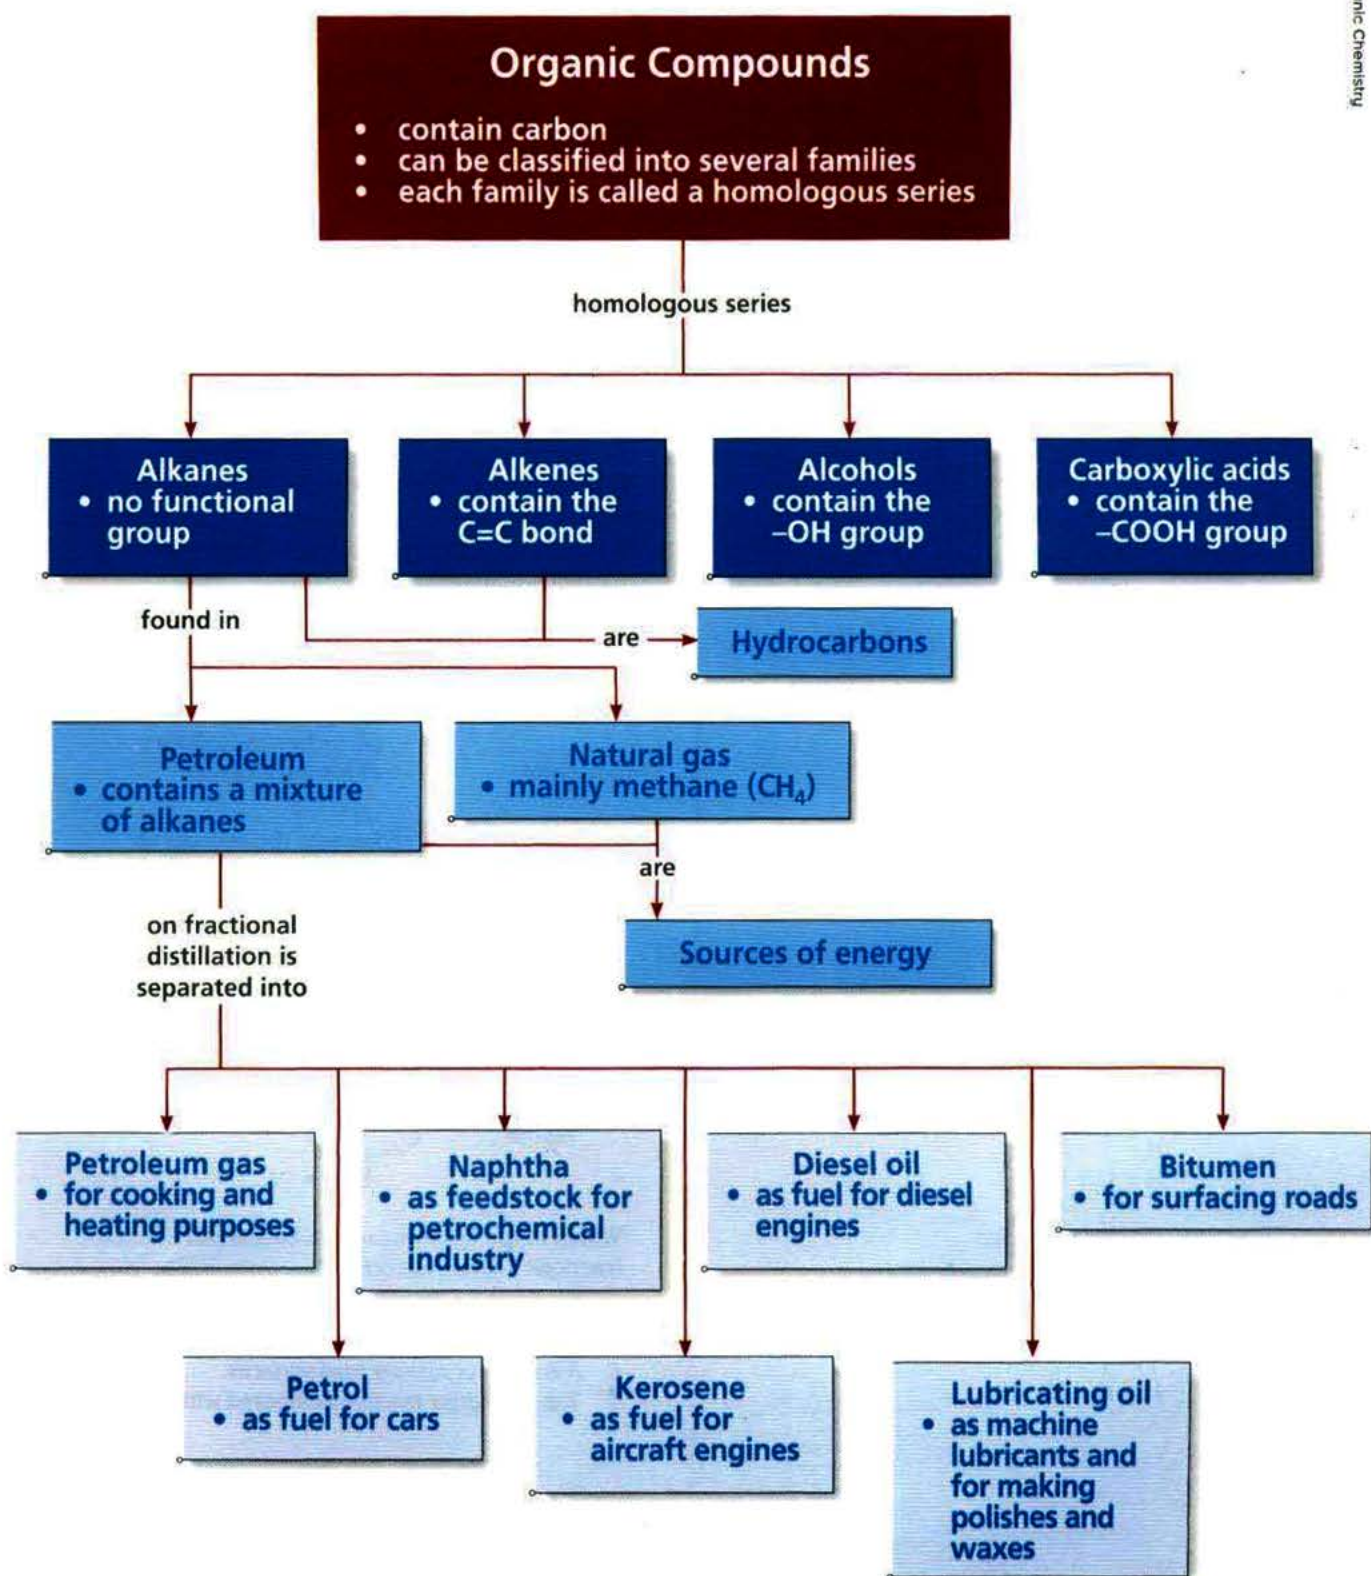 Organic Compounds
• contain carbon
• can be classified into several families
• each family is called a homologous series
homologous series
Alkanes
• no functional
group
Alkenes
• contain the
C=C bond
Alcohols
• contain the
–OH group
Carboxylic acids
• contain the
–COOH group
found in
are
Hydrocarbons
Petroleum
• contains a mixture
of alkanes
Natural gas
• mainly methane (CH₄)
are
on fractional
distillation is
separated into
Sources of energy
Petroleum gas
• for cooking and
heating purposes
Naphtha
• as feedstock for
petrochemical
industry
Diesel oil
• as fuel for diesel
engines
Bitumen
• for surfacing roads
Petrol
• as fuel for cars
Kerosene
• as fuel for
aircraft engines
Lubricating oil
• as machine
lubricants and
for making
polishes and
waxes
Chemistry